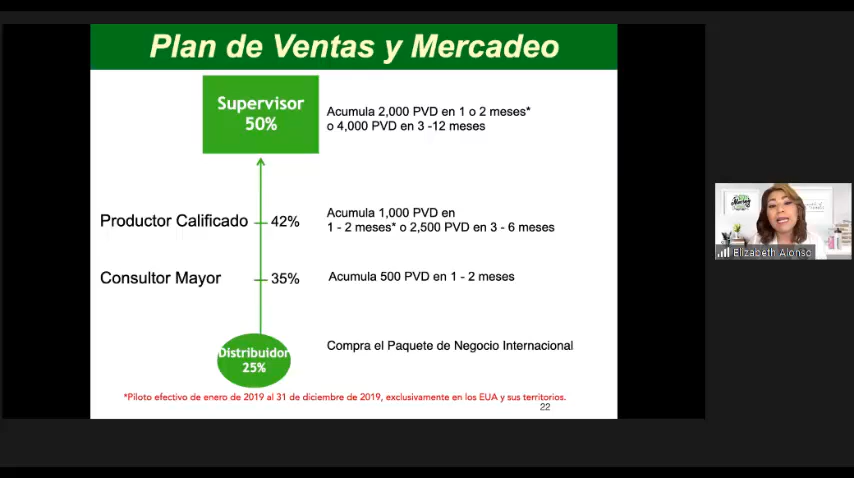 Plan de Ventas y Mercadeo
Supervisor
50%
Acumula 2,000 PVD en 1 o 2 meses*
o 4,000 PVD en 3 -12 meses
Productor Calificado
42%
Acumula 1,000 PVD en
1 - 2 meses* o 2,500 PVD en 3 - 6 meses
Consultor Mayor
35%
Acumula 500 PVD en 1 - 2 meses
Distribuidor
25%
Compra el Paquete de Negocio Internacional
*Piloto efectivo de enero de 2019 al 31 de diciembre de 2019, exclusivamente en los EUA y sus territorios.
22
Elizabeth Alonso